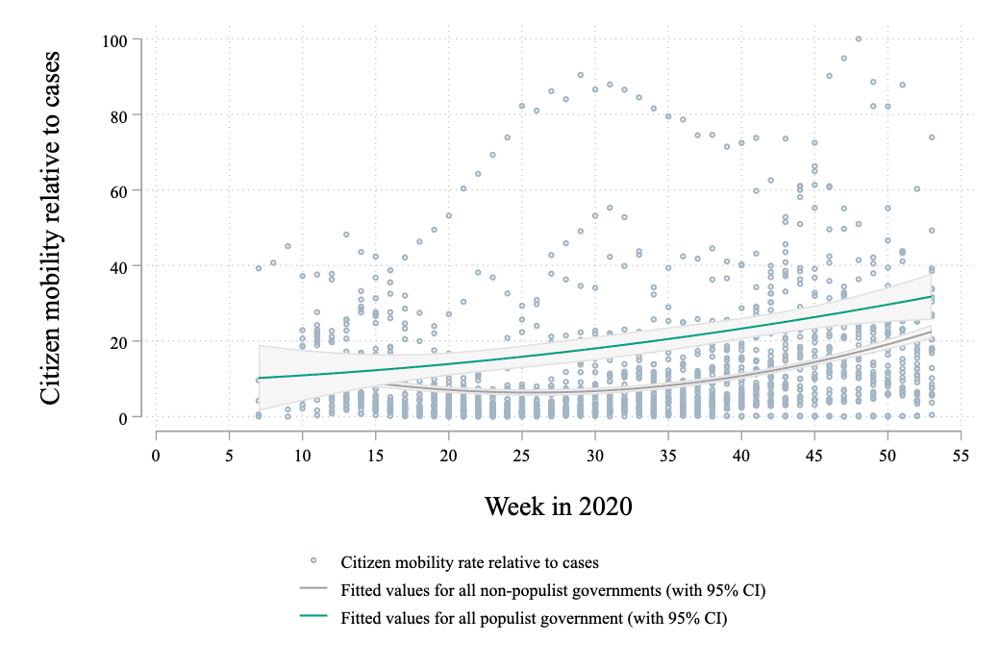 Citizen mobility relative to cases
100
80
60
40
20
0
0 5 10 15 20 25 30 35 40 45 50 55
Week in 2020
Citizen mobility rate relative to cases
Fitted values for all non-populist governments (with 95% CI)
Fitted values for all populist government (with 95% CI)